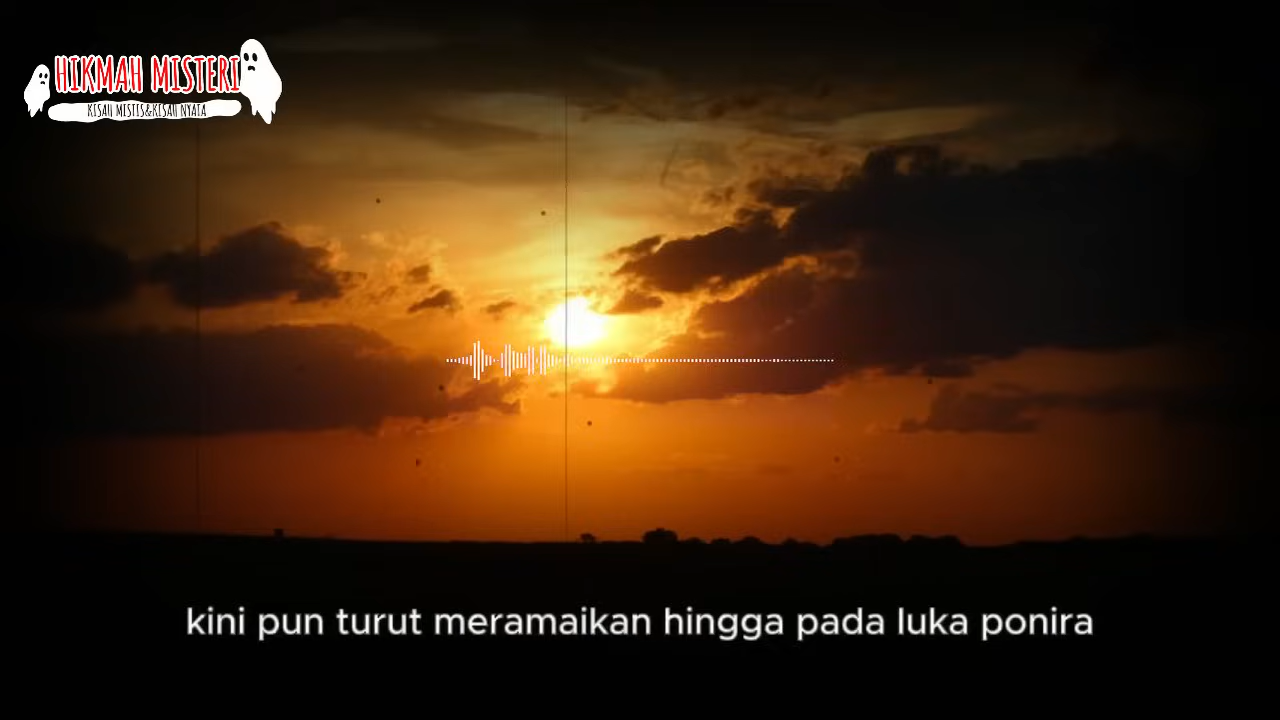 HIKMAH MISTERI
KISAH MISTIS&KISAH NYATA
kini pun turut meramaikan hingga pada luka ponira